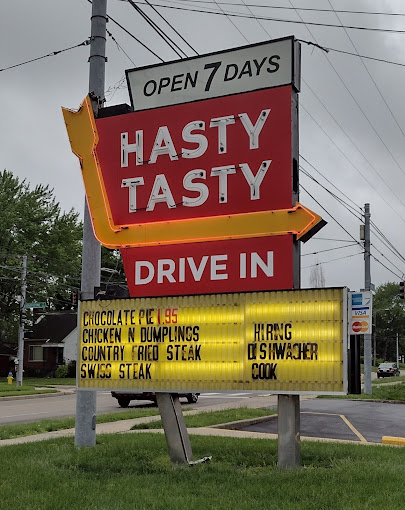 OPEN 7 DAYS
HASTY
TASTY
DRIVE IN
CHOCOLATE PIE 1.95
CHICKEN N DUMPLINGS
COUNTRY FRIED STEAK
SWISS STEAK
HIRING
DISHWACHER
COOK
VISA